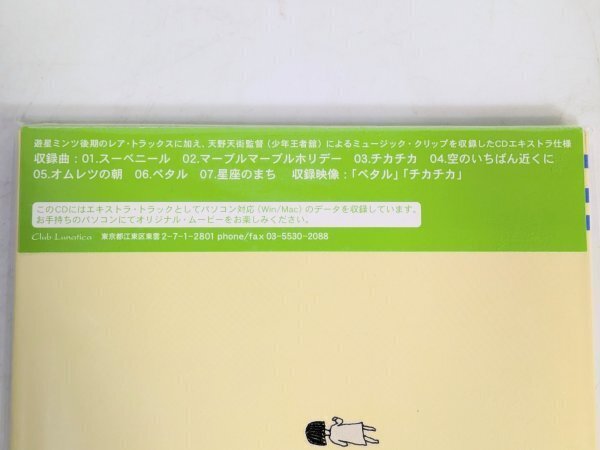 遊星ミンツ後期のレア・トラックスに加え、天野天街監督（少年王者舘）によるミュージック・クリップを収録したCDエキストラ仕様
収録曲：01.スーベニール　02.マーブルマーブルホリデー　03.チカチカ　04.空のいちばん近くに
05.オムレツの朝　06.ペタル　07.星座のまち　収録映像：「ペタル」「チカチカ」
このCDにはエキストラ・トラックとしてパソコン対応（Win/Mac）のデータを収録しています。
お手持ちのパソコンにてオリジナル・ムービーをお楽しみください。
Club Lunatica　東京都江東区東雲2-7-1-2801 phone/fax 03-5530-2088